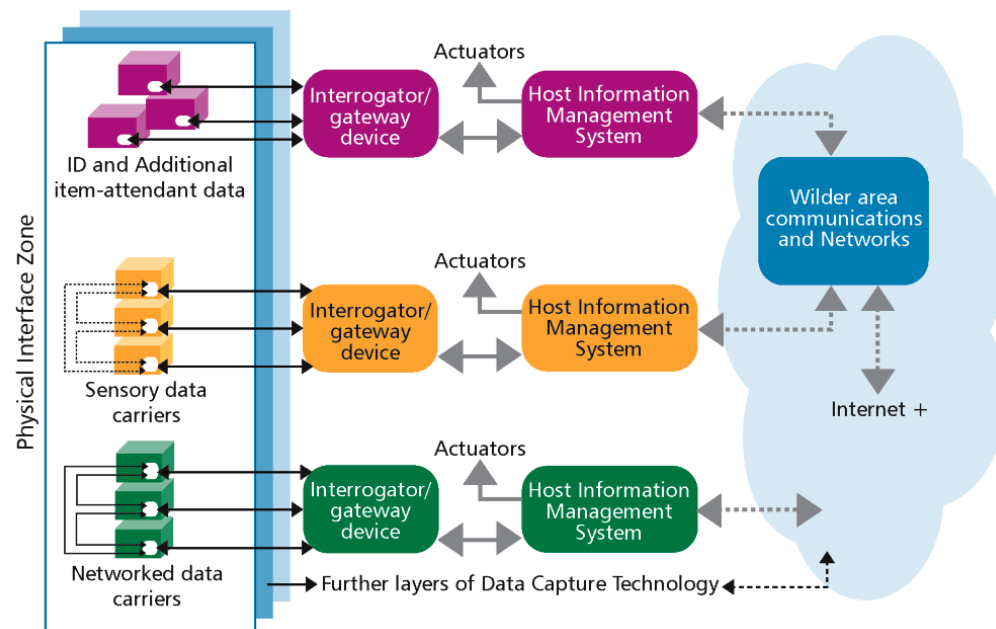 Physical Interface Zone
ID and Additional
item-attendant data
Interrogator/
gateway
device
Actuators
Host Information
Management
System
Wilder area
communications
and Networks
Internet +
Sensory data
carriers
Interrogator/
gateway
device
Actuators
Host Information
Management
System
Networked data
carriers
Interrogator/
gateway
device
Actuators
Host Information
Management
System
Further layers of Data Capture Technology